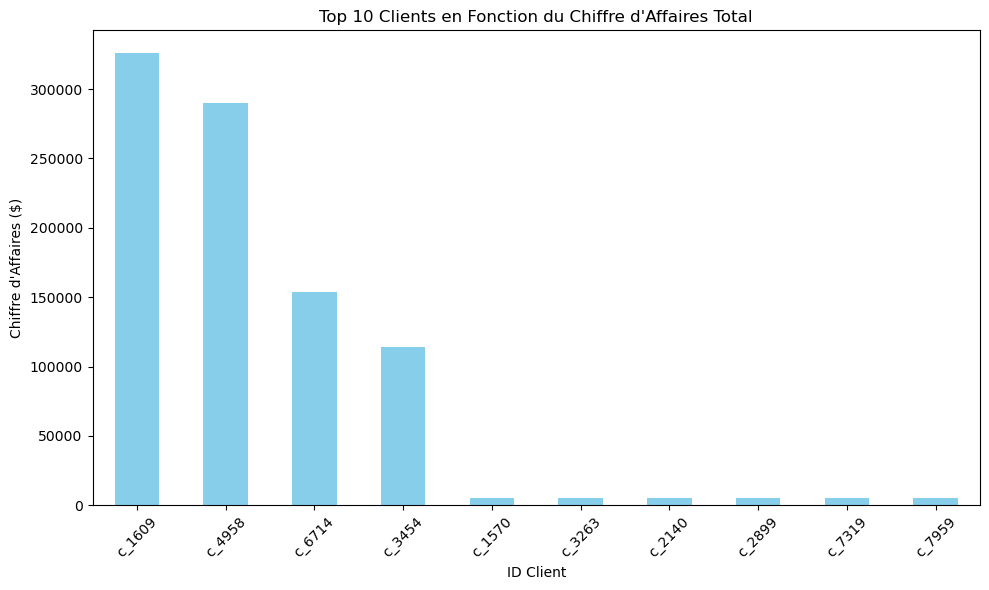 Top 10 Clients en Fonction du Chiffre d'Affaires Total
Chiffre d'Affaires ($)
300000
250000
200000
150000
100000
50000
0
c_1609
c_4958
c_6714
c_3454
c_1570
c_3263
c_2140
c_2899
c_7319
c_7959
ID Client